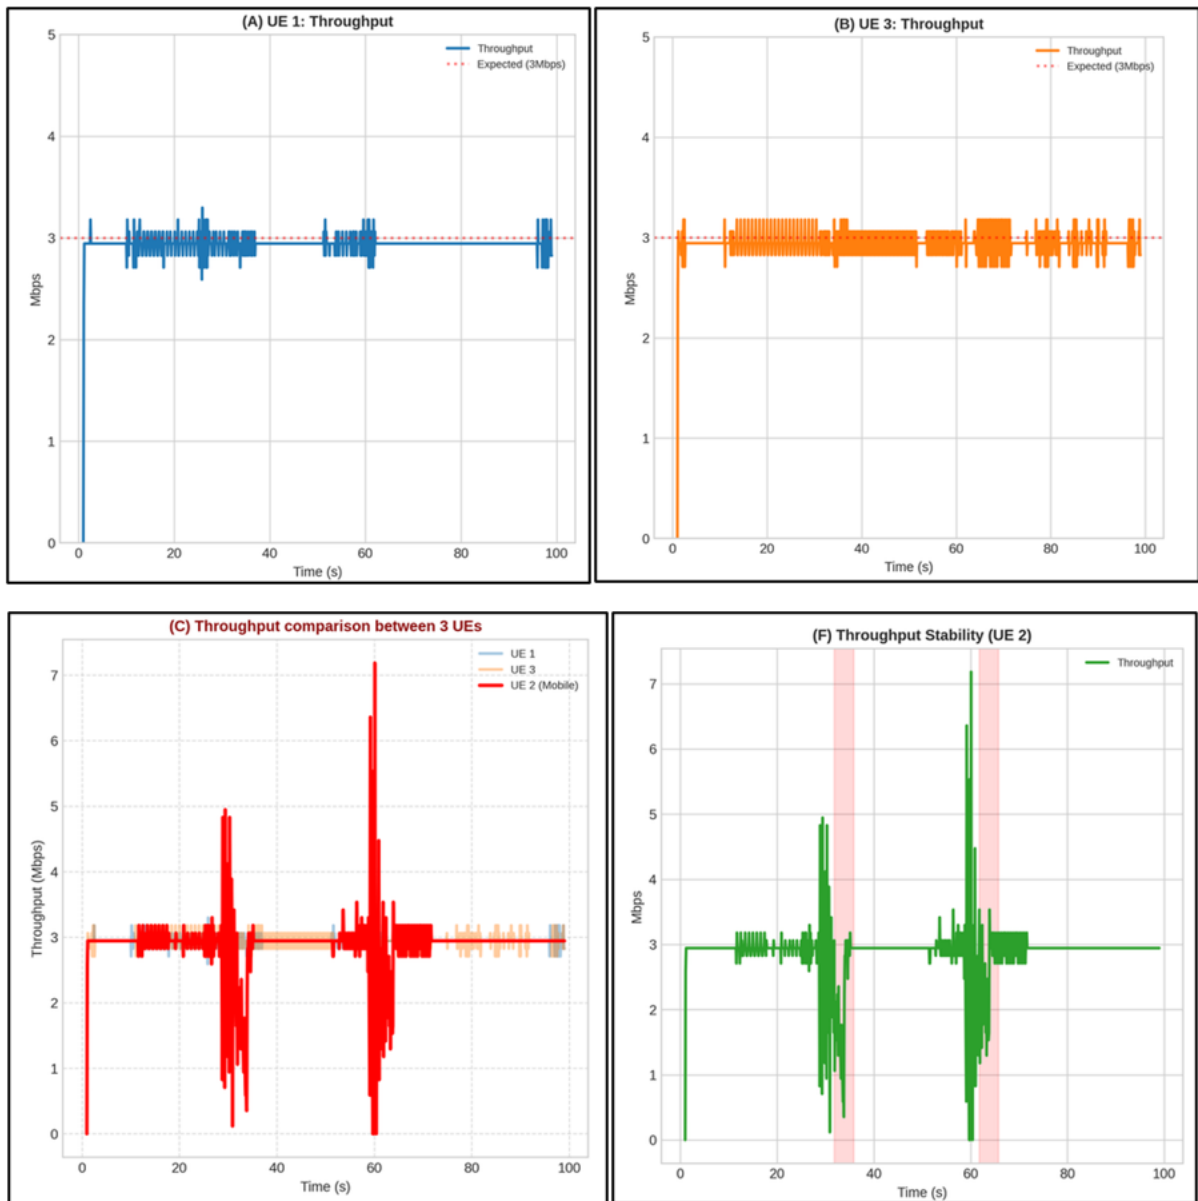 (A) UE 1: Throughput
Throughput
Expected (3Mbps)
5
4
3
2
1
0
Mbps
0 20 40 60 80 100
Time (s)
(B) UE 3: Throughput
Throughput
Expected (3Mbps)
5
4
3
2
1
0
Mbps
0 20 40 60 80 100
Time (s)
(C) Throughput comparison between 3 UEs
UE 1
UE 3
UE 2 (Mobile)
7
6
5
4
3
2
1
0
Throughput (Mbps)
0 20 40 60 80 100
Time (s)
(F) Throughput Stability (UE 2)
Throughput
7
6
5
4
3
2
1
0
Mbps
0 20 40 60 80 100
Time (s)